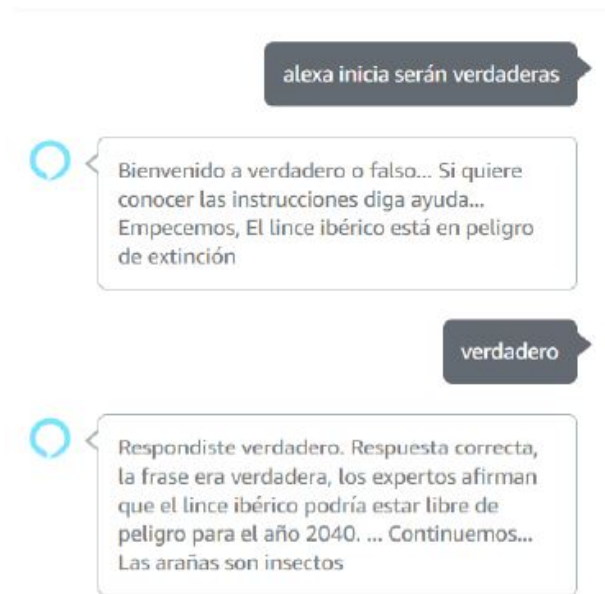 alexa inicia serán verdaderas
Bienvenido a verdadero o falso... Si quiere
conocer las instrucciones diga ayuda...
Empecemos, El lince ibérico está en peligro
de extinción
verdadero
Respondiste verdadero. Respuesta correcta,
la frase era verdadera, los expertos afirman
que el lince ibérico podría estar libre de
peligro para el año 2040. ... Continuemos...
Las arañas son insectos